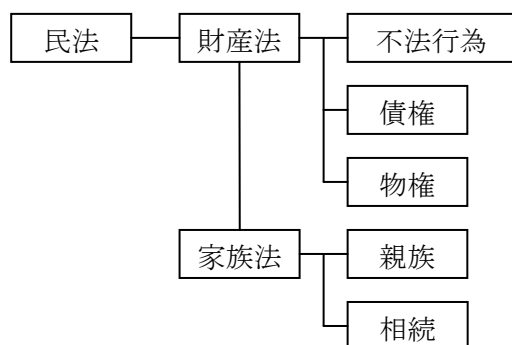 民法
財産法
不法行為
債権
物権
家族法
親族
相続